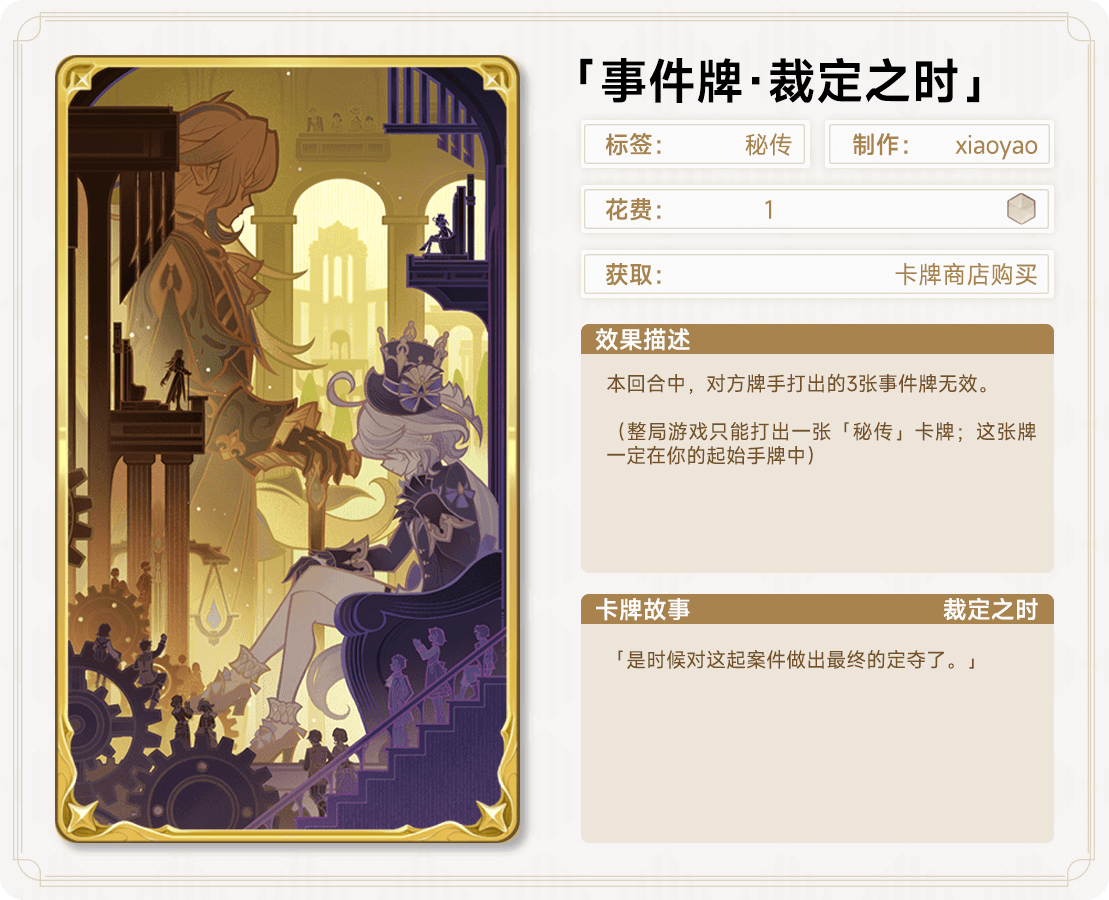 「事件牌·裁定之时」
标签： 秘传
制作： xiaoyao
花费： 1
获取： 卡牌商店购买
效果描述
本回合中，对方牌手打出的3张事件牌无效。
（整局游戏只能打出一张「秘传」卡牌；这张牌
一定在你的起始手牌中）
卡牌故事 裁定之时
「是时候对这起案件做出最终的定夺了。」